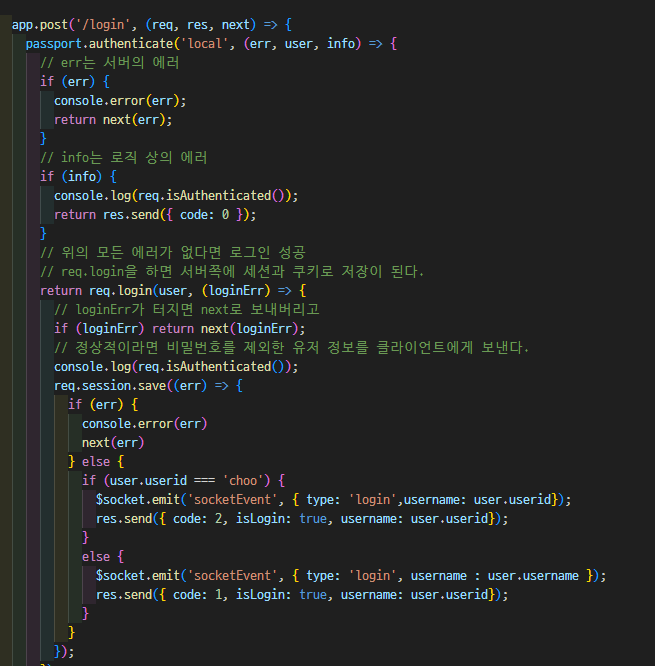 app.post('/login', (req, res, next) => {
passport.authenticate('local', (err, user, info) => {
// err는 서버의 에러
if (err) {
console.error(err);
return next(err);
}
// info는 로직 상의 에러
if (info) {
console.log(req.isAuthenticated());
return res.send({ code: 0 });
}
// 위의 모든 에러가 없다면 로그인 성공
// req.login을 하면 서버쪽에 세션과 쿠키로 저장이 된다.
return req.login(user, (loginErr) => {
// loginErr가 터지면 next로 보내버리고
if (loginErr) return next(loginErr);
// 정상적이라면 비밀번호를 제외한 유저 정보를 클라이언트에게 보낸다.
console.log(req.isAuthenticated());
req.session.save((err) => {
if (err) {
console.error(err)
next(err)
} else {
if (user.userid === 'choo') {
$socket.emit('socketEvent', { type: 'login',username: user.userid});
res.send({ code: 2, isLogin: true, username: user.userid});
}
else {
$socket.emit('socketEvent', { type: 'login', username : user.username });
res.send({ code: 1, isLogin: true, username: user.userid});
}
}
});